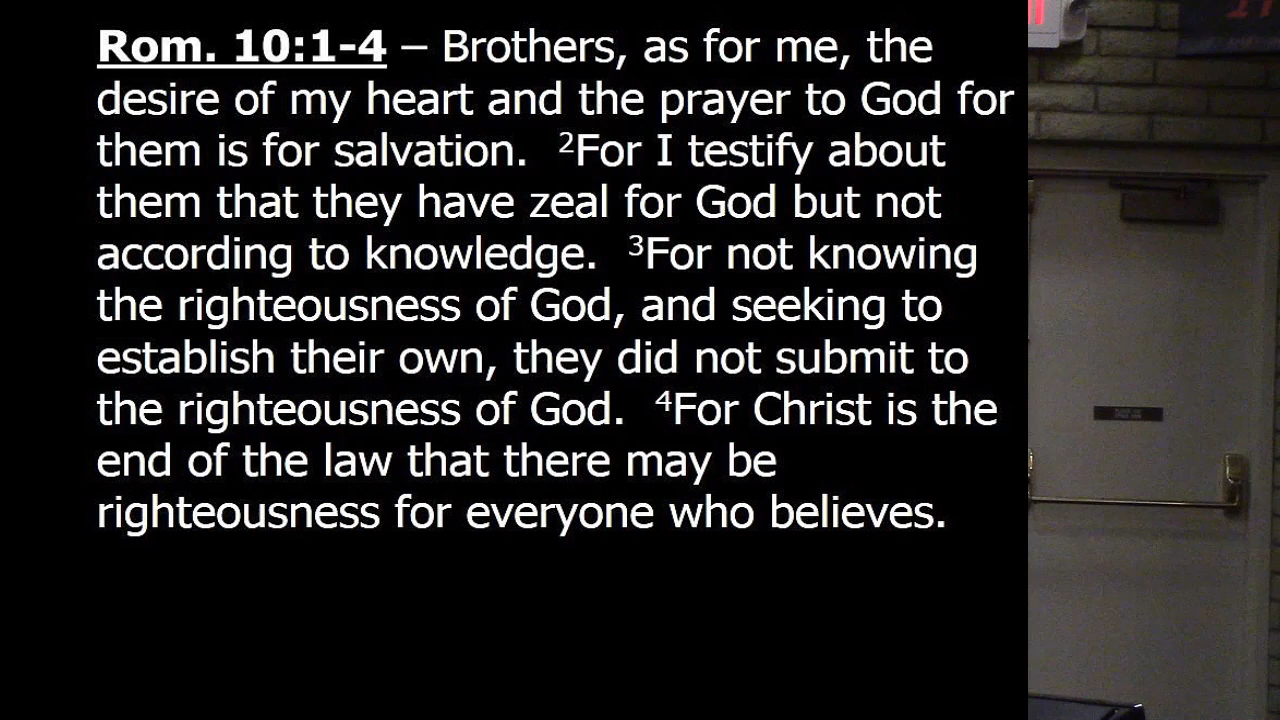 Rom. 10:1-4 – Brothers, as for me, the
desire of my heart and the prayer to God for
them is for salvation.  ²For I testify about
them that they have zeal for God but not
according to knowledge.  ³For not knowing
the righteousness of God, and seeking to
establish their own, they did not submit to
the righteousness of God.  ⁴For Christ is the
end of the law that there may be
righteousness for everyone who believes.